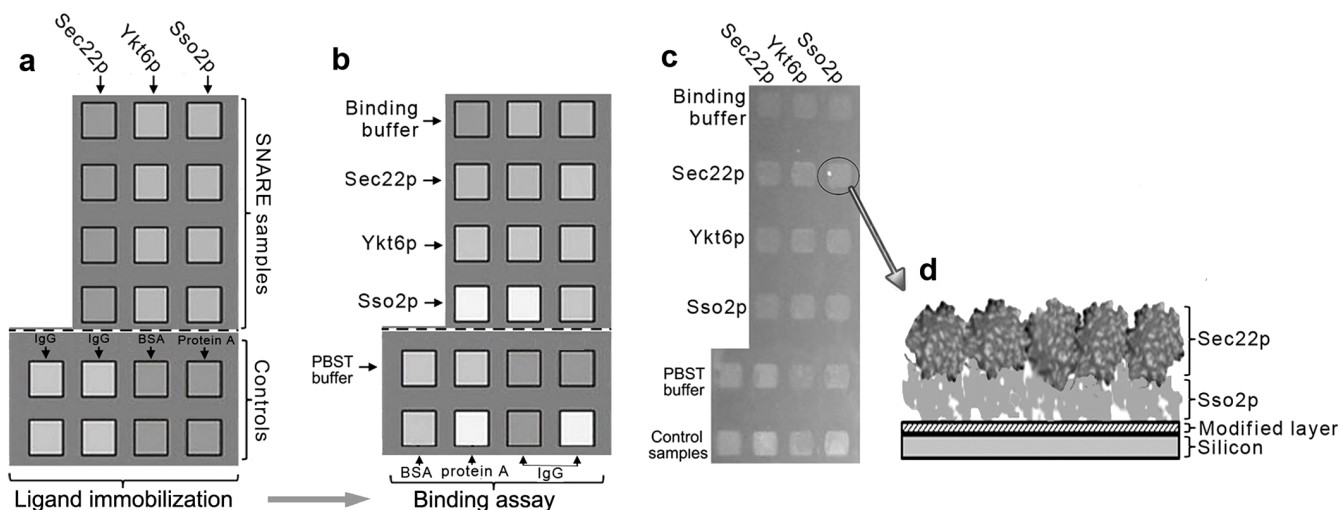 a
Sec22p
Ykt6p
Sso2p
SNARE samples
IgG
IgG
BSA
Protein A
Controls
Ligand immobilization
b
Binding
buffer
Sec22p
Ykt6p
Sso2p
PBST
buffer
BSA
protein A
IgG
Binding assay
c
Sec22p
Ykt6p
Sso2p
Binding
buffer
Sec22p
Ykt6p
Sso2p
PBST
buffer
Control
samples
d
Sec22p
Sso2p
Modified layer
Silicon